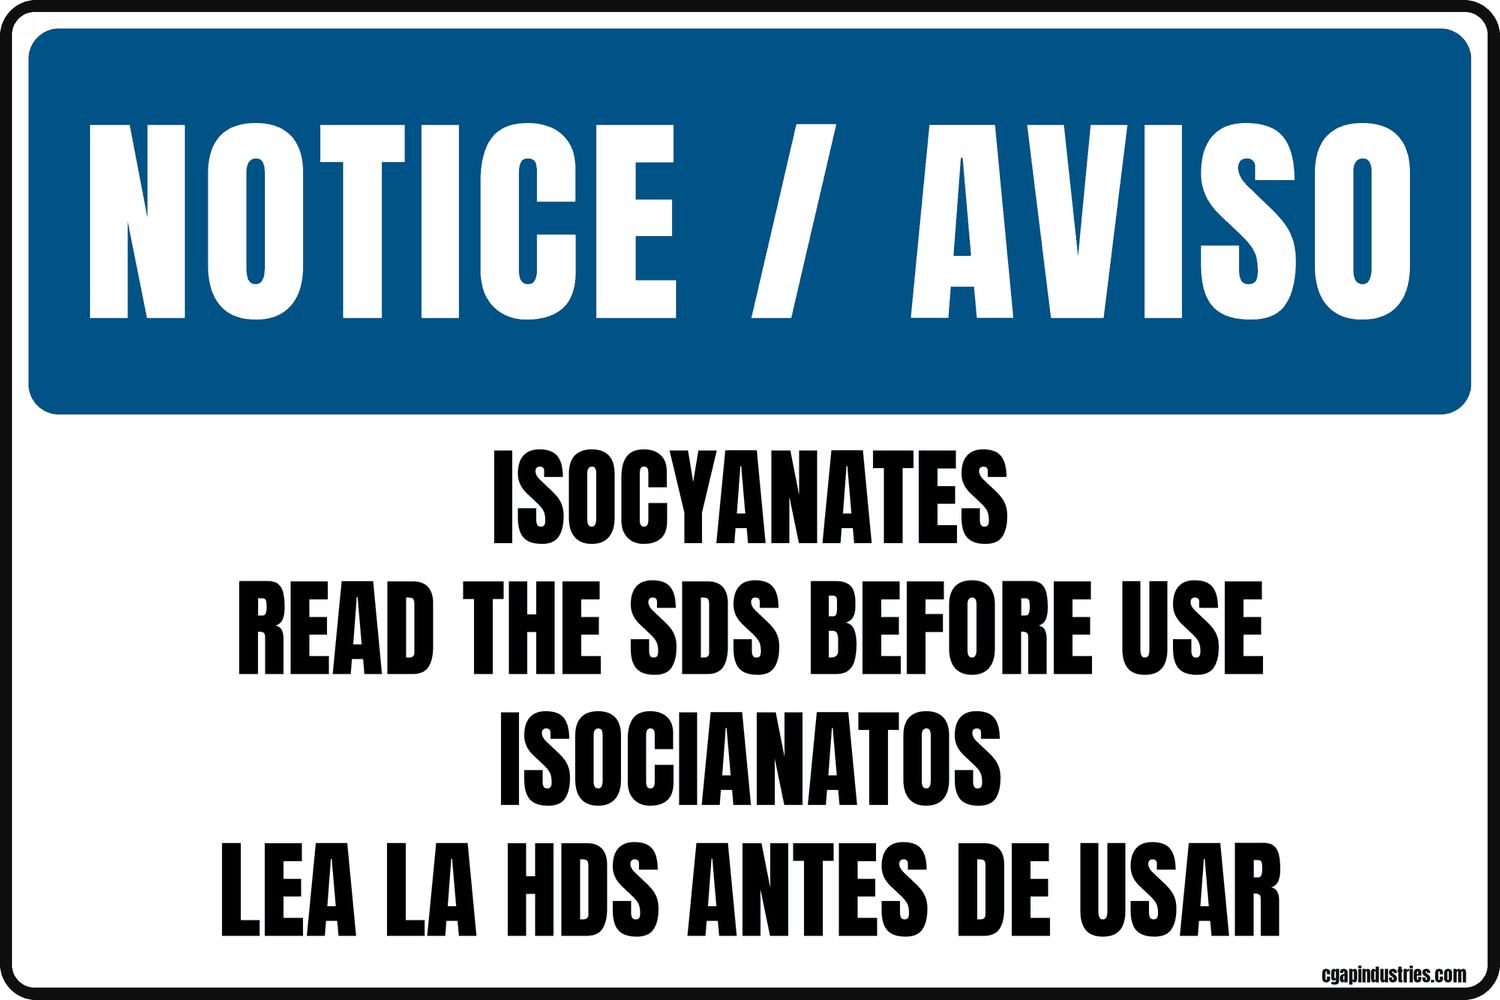 NOTICE / AVISO
ISOCYANATES
READ THE SDS BEFORE USE
ISOCIANATOS
LEA LA HDS ANTES DE USAR
cgapindustries.com